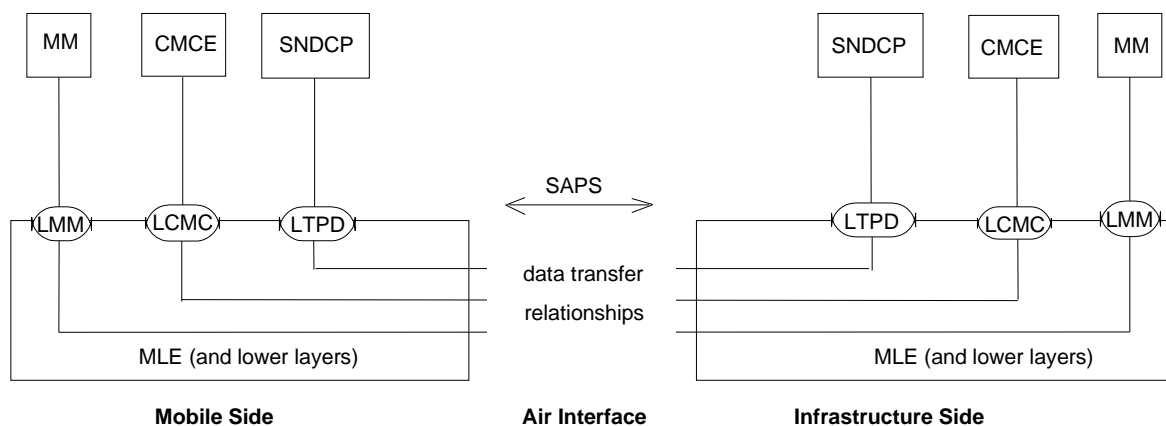 MM CMCE SNDCP SNDCP CMCE MM
SAPS
LMM LCMC LTPD LTPD LCMC LMM
data transfer
relationships
MLE (and lower layers) MLE (and lower layers)
Mobile Side Air Interface Infrastructure Side